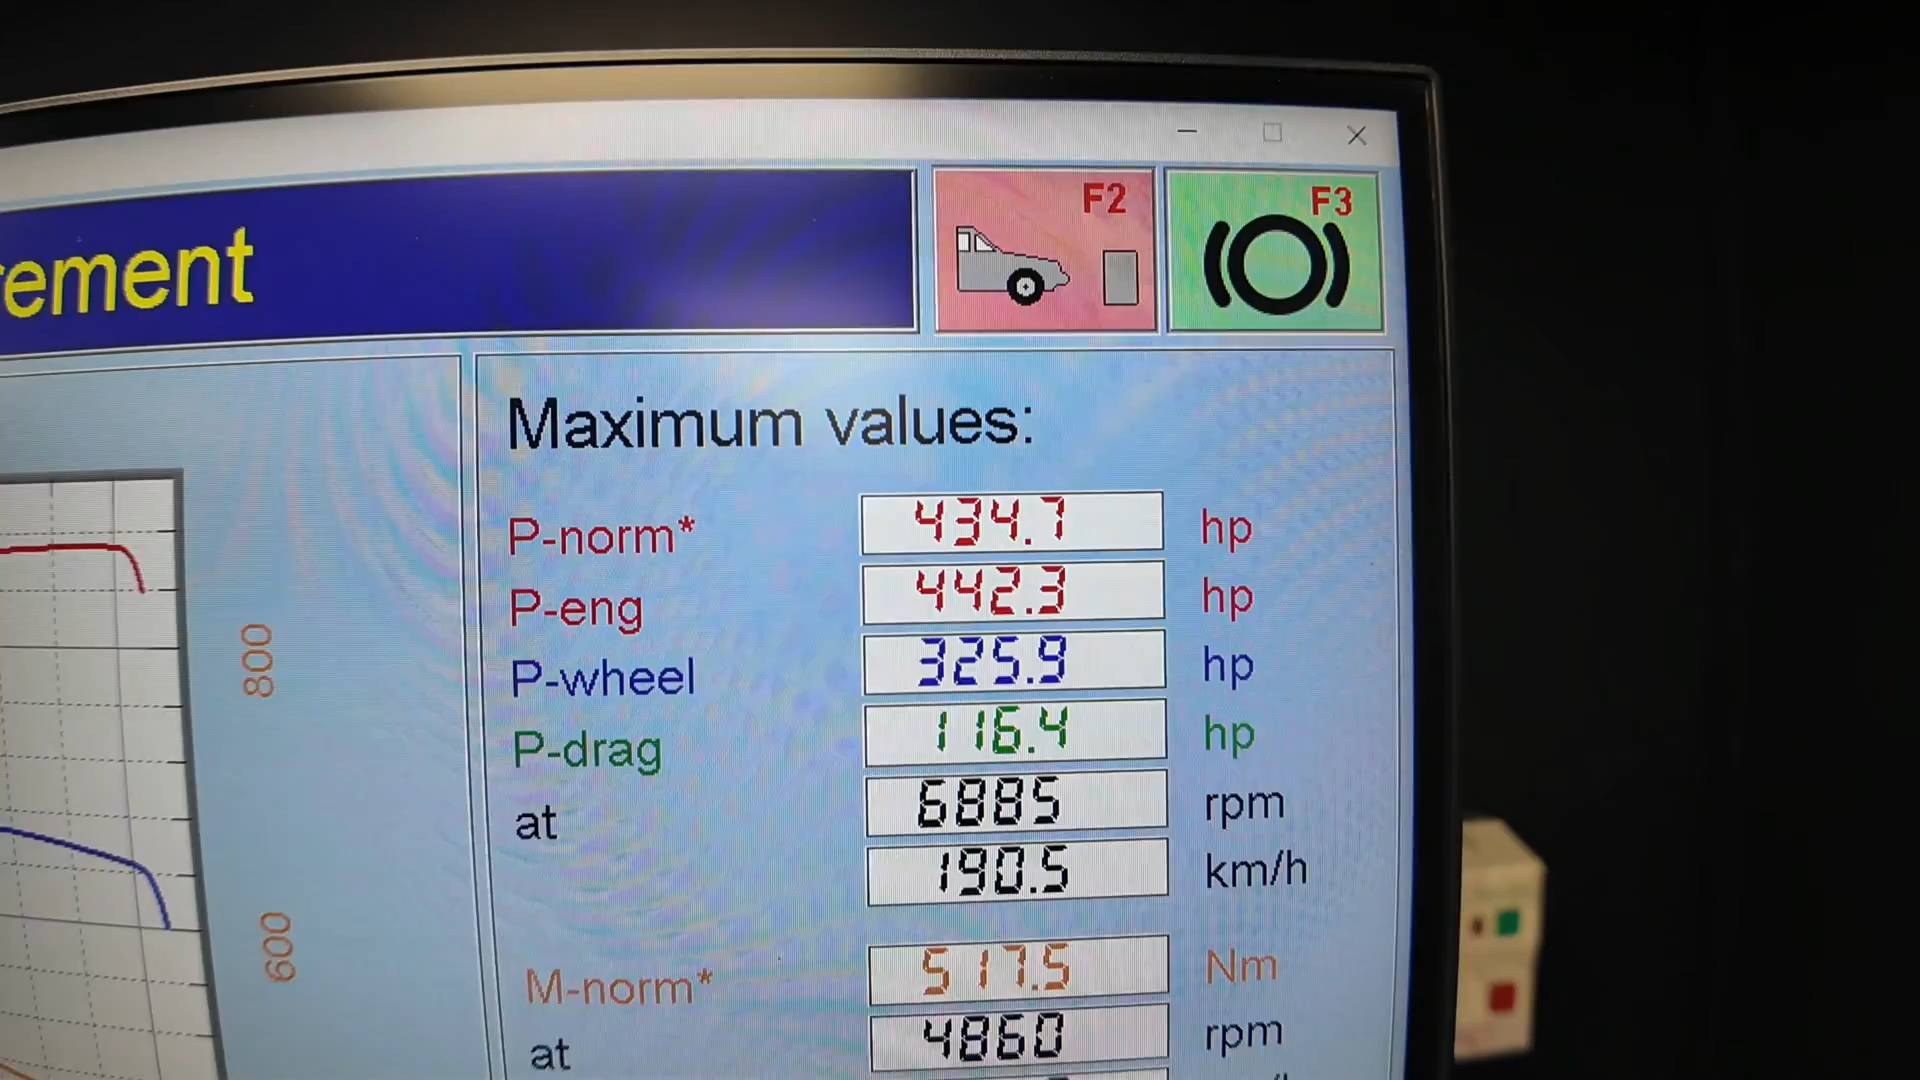 F2
F3
ement
Maximum values:
P-norm* 434.7 hp
P-eng 442.3 hp
P-wheel 325.9 hp
P-drag 116.4 hp
at 6885 rpm
190.5 km/h
M-norm* 517.5 Nm
at 4860 rpm
800
600